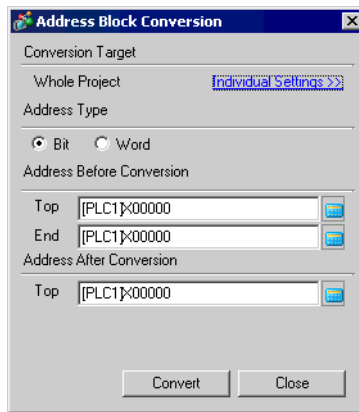 Address Block Conversion
Conversion Target
Whole Project Individual Settings >>
Address Type
Bit Word
Address Before Conversion
Top [PLC1]X00000
End [PLC1]X00000
Address After Conversion
Top [PLC1]X00000
Convert Close